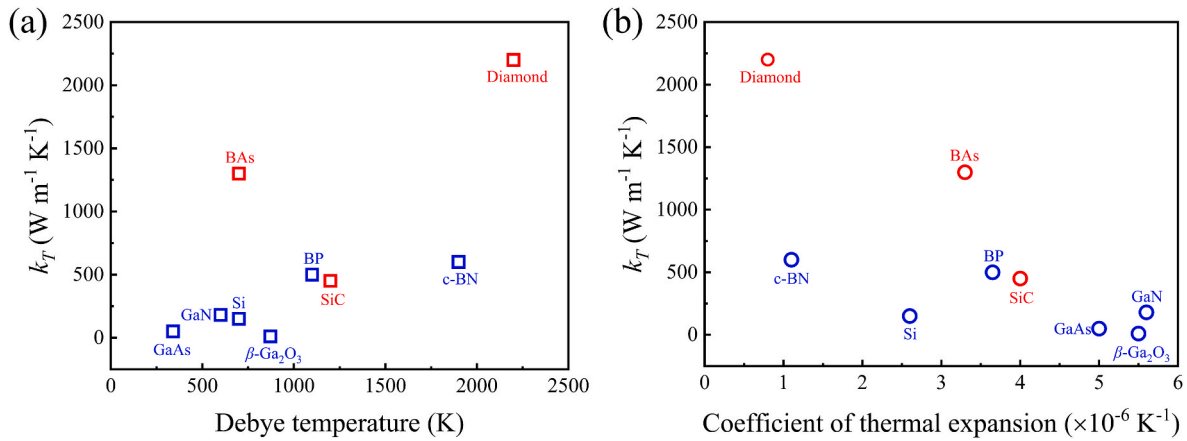 (a)
k_T (W m⁻¹ K⁻¹)
2500
2000
1500
1000
500
0
Diamond
BAs
BP
SiC
c-BN
GaN
Si
GaAs
β-Ga₂O₃
0 500 1000 1500 2000 2500
Debye temperature (K)
(b)
k_T (W m⁻¹ K⁻¹)
2500
2000
1500
1000
500
0
Diamond
BAs
c-BN
BP
SiC
Si
GaN
GaAs
β-Ga₂O₃
0 1 2 3 4 5 6
Coefficient of thermal expansion (×10⁻⁶ K⁻¹)